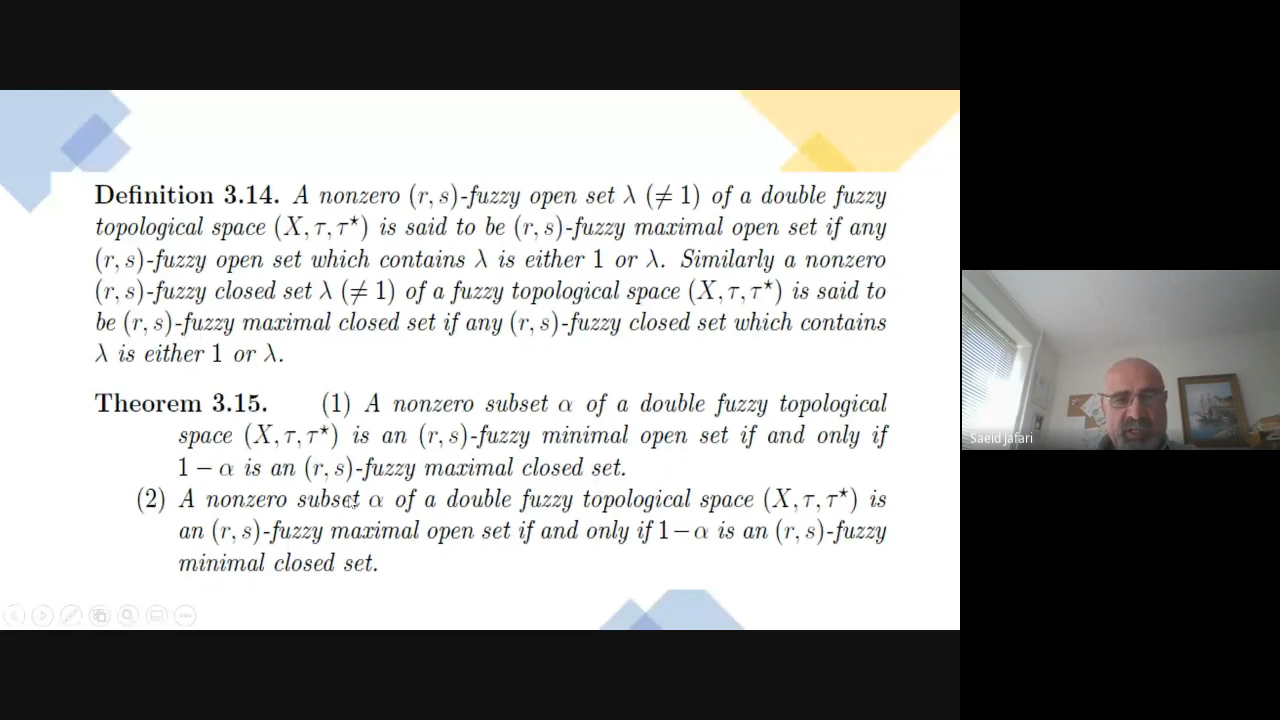 Definition 3.14. A nonzero (r, s)-fuzzy open set λ (≠ 1) of a double fuzzy
topological space (X, τ, τ⋆) is said to be (r, s)-fuzzy maximal open set if any
(r, s)-fuzzy open set which contains λ is either 1 or λ. Similarly a nonzero
(r, s)-fuzzy closed set λ (≠ 1) of a fuzzy topological space (X, τ, τ⋆) is said to
be (r, s)-fuzzy maximal closed set if any (r, s)-fuzzy closed set which contains
λ is either 1 or λ.
Theorem 3.15. (1) A nonzero subset α of a double fuzzy topological
space (X, τ, τ⋆) is an (r, s)-fuzzy minimal open set if and only if
1 − α is an (r, s)-fuzzy maximal closed set.
(2) A nonzero subset α of a double fuzzy topological space (X, τ, τ⋆) is
an (r, s)-fuzzy maximal open set if and only if 1 − α is an (r, s)-fuzzy
minimal closed set.
Saeid Jafari